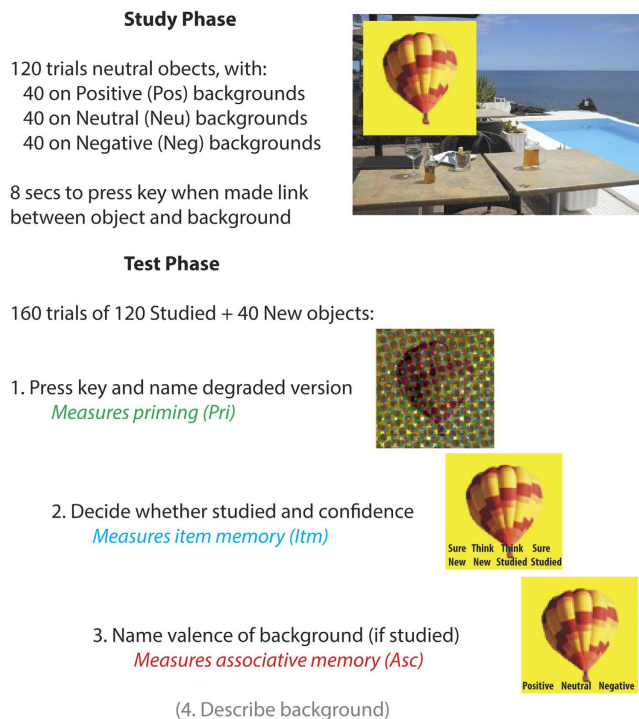 Study Phase
120 trials neutral obects, with:
40 on Positive (Pos) backgrounds
40 on Neutral (Neu) backgrounds
40 on Negative (Neg) backgrounds
8 secs to press key when made link
between object and background
Test Phase
160 trials of 120 Studied + 40 New objects:
1. Press key and name degraded version
Measures priming (Pri)
2. Decide whether studied and confidence
Measures item memory (Itm)
Sure Think Think Sure
New New Studied Studied
3. Name valence of background (if studied)
Measures associative memory (Asc)
Positive Neutral Negative
(4. Describe background)